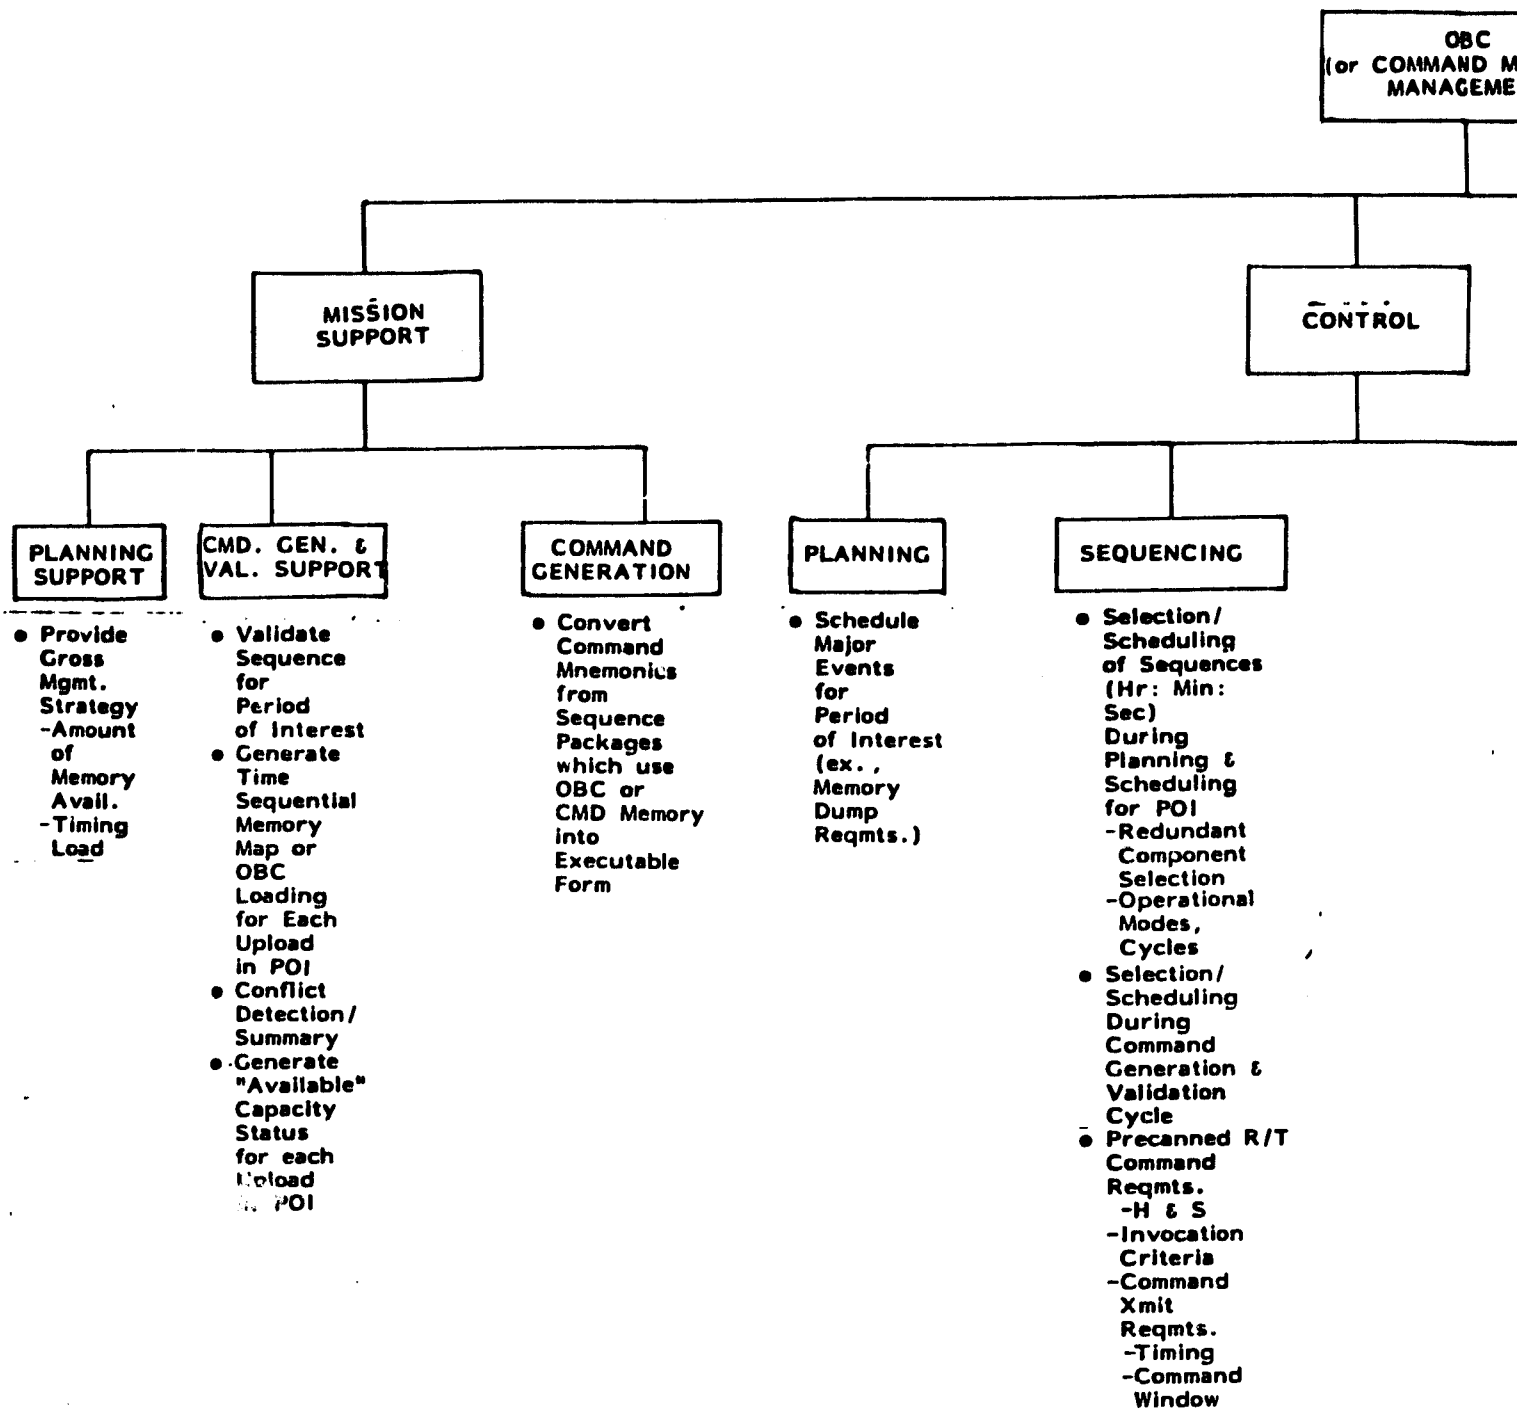 OBC
(or COMMAND M
MANAGEME
MISSION
SUPPORT
CONTROL
PLANNING
SUPPORT
CMD. GEN. &
VAL. SUPPORT
COMMAND
GENERATION
PLANNING
SEQUENCING
● Provide
Gross
Mgmt.
Strategy
-Amount
of
Memory
Avail.
-Timing
Load
● Validate
Sequence
for
Period
of Interest
● Generate
Time
Sequential
Memory
Map or
OBC
Loading
for Each
Upload
in POI
● Conflict
Detection/
Summary
● Generate
"Available"
Capacity
Status
for each
Upload
in POI
● Convert
Command
Mnemonics
from
Sequence
Packages
which use
OBC or
CMD Memory
into
Executable
Form
● Schedule
Major
Events
for
Period
of Interest
(ex.,
Memory
Dump
Reqmts.)
● Selection/
Scheduling
of Sequences
(Hr: Min:
Sec)
During
Planning &
Scheduling
for POI
-Redundant
Component
Selection
-Operational
Modes,
Cycles
● Selection/
Scheduling
During
Command
Generation &
Validation
Cycle
● Precanned R/T
Command
Reqmts.
-H & S
-Invocation
Criteria
-Command
Xmit
Reqmts.
-Timing
-Command
Window